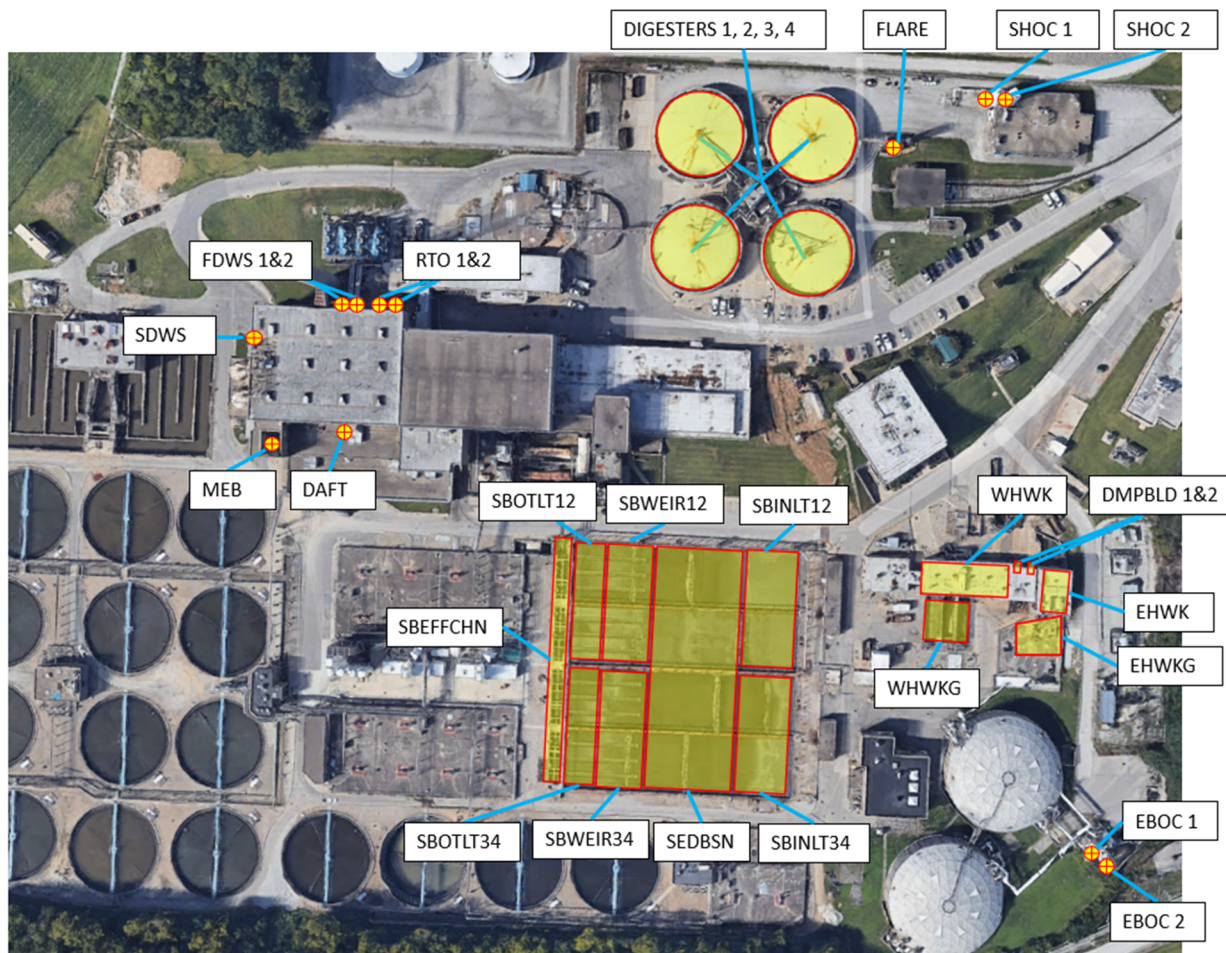 DIGESTERS 1, 2, 3, 4
FLARE
SHOC 1
SHOC 2
FDWS 1&2
RTO 1&2
SDWS
MEB
DAFT
SBOTLT12
SBWEIR12
SBINLT12
WHWK
DMPBLD 1&2
SBEFFCHN
EHWK
EHWKG
WHWKG
SBOTLT34
SBWEIR34
SEDBSN
SBINLT34
EBOC 1
EBOC 2